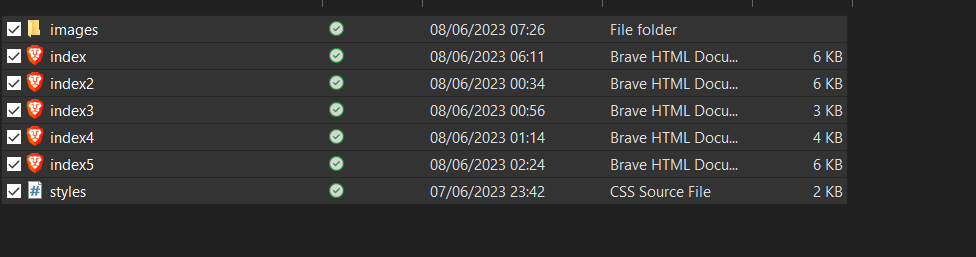 images 08/06/2023 07:26 File folder
index 08/06/2023 06:11 Brave HTML Docu... 6 KB
index2 08/06/2023 00:34 Brave HTML Docu... 6 KB
index3 08/06/2023 00:56 Brave HTML Docu... 3 KB
index4 08/06/2023 01:14 Brave HTML Docu... 4 KB
index5 08/06/2023 02:24 Brave HTML Docu... 6 KB
styles 07/06/2023 23:42 CSS Source File 2 KB